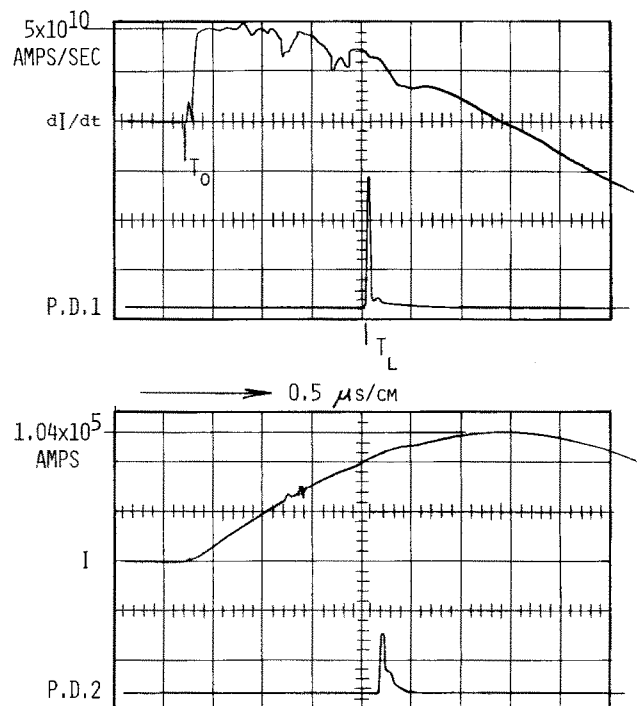 5x10^10
AMPS/SEC
dI/dt
T_O
P.D.1
T_L
0.5 μs/CM
1.04x10^5
AMPS
I
P.D.2